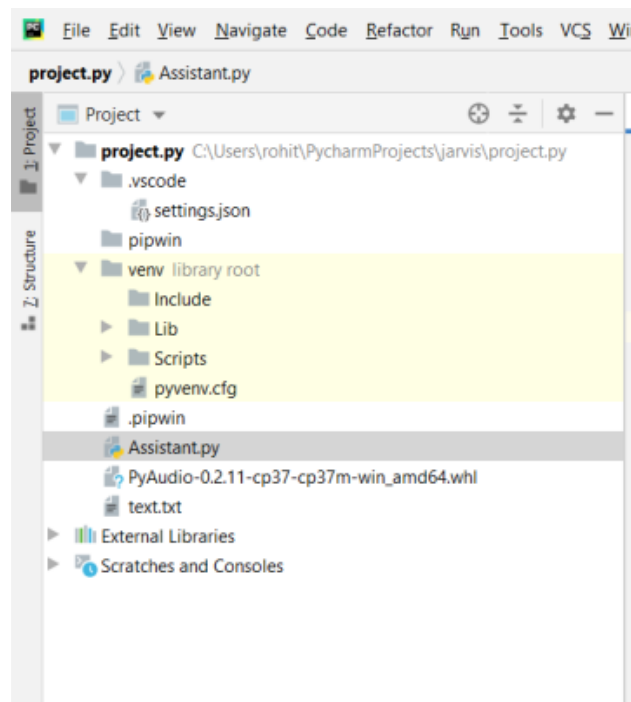 PC File Edit View Navigate Code Refactor Run Tools VCS
project.py Assistant.py
1: Project
Project
project.py C:\Users\rohit\PycharmProjects\jarvis\project.py
.vscode
settings.json
pipwin
Z: Structure
venv library root
Include
Lib
Scripts
pyvenv.cfg
.pipwin
Assistant.py
PyAudio-0.2.11-cp37-cp37m-win_amd64.whl
text.txt
External Libraries
Scratches and Consoles